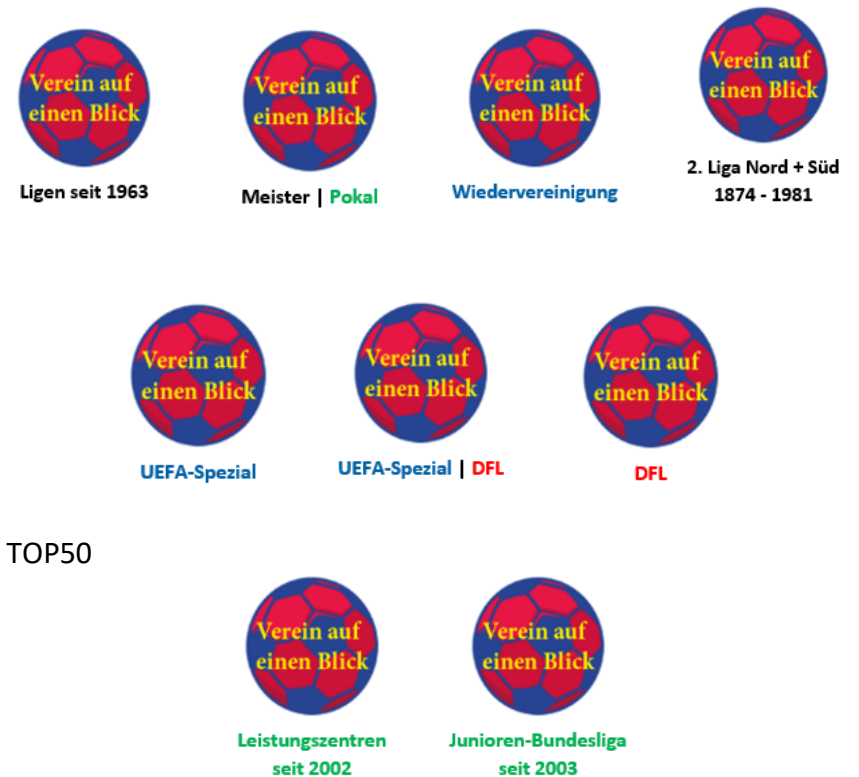 Verein auf
einen Blick
Ligen seit 1963
Verein auf
einen Blick
Meister | Pokal
Verein auf
einen Blick
Wiedervereinigung
Verein auf
einen Blick
2. Liga Nord + Süd
1874 - 1981
Verein auf
einen Blick
UEFA-Spezial
Verein auf
einen Blick
UEFA-Spezial | DFL
Verein auf
einen Blick
DFL
TOP50
Verein auf
einen Blick
Leistungszentren
seit 2002
Verein auf
einen Blick
Junioren-Bundesliga
seit 2003